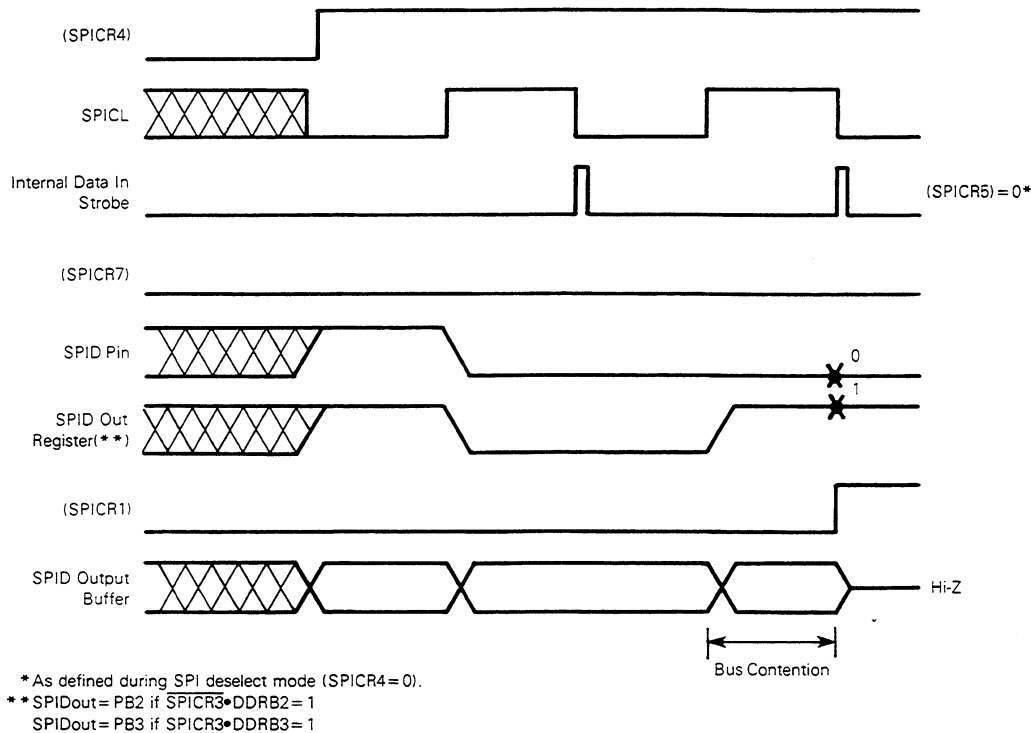 (SPICR4)
SPICL
Internal Data In
Strobe
(SPICR5)=0*
(SPICR7)
SPID Pin
0
1
SPID Out
Register(**)
(SPICR1)
SPID Output
Buffer
Hi-Z
Bus Contention
*As defined during SPI deselect mode (SPICR4=0).
**SPIDout=PB2 if S̅P̅I̅C̅R̅3̅•DDRB2=1
SPIDout=PB3 if SPICR3•DDRB3=1